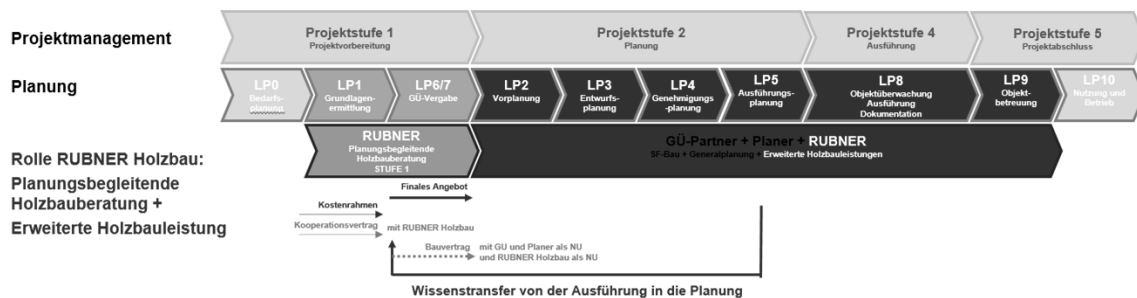 Projektmanagement
Projektstufe 1
Projektvorbereitung
Projektstufe 2
Planung
Projektstufe 4
Ausführung
Projektstufe 5
Projektabschluss
Planung
LP0
Bedarfs-
planung
LP1
Grundlagen-
ermittlung
LP6/7
GÜ-Vergabe
LP2
Vorplanung
LP3
Entwurfs-
planung
LP4
Genehmigungs
-planung
LP5
Ausführungs-
planung
LP8
Objektüberwachung
Ausführung
Dokumentation
LP9
Objekt-
betreuung
LP10
Nutzung und
Betrieb
Rolle RUBNER Holzbau:
Planungsbegleitende
Holzbauberatung +
Erweiterte Holzbauleistung
RUBNER
Planungsbegleitende
Holzbauberatung
STUFE 1
GÜ-Partner + Planer + RUBNER
SF-Bau + Generalplanung + Erweiterte Holzbauleistungen
Finales Angebot
Kostenrahmen
Kooperationsvertrag
mit RUBNER Holzbau
Bauvertrag
mit GU und Planer als NU
und RUBNER Holzbau als NU
Wissenstransfer von der Ausführung in die Planung